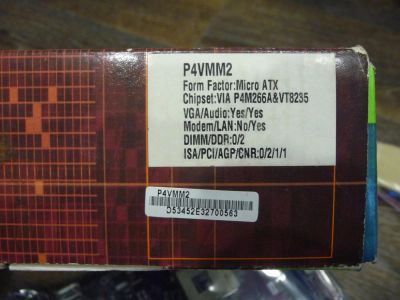 P4VMM2
Form Factor:Micro ATX
Chipset:VIA P4M266A&VT8235
VGA/Audio:Yes/Yes
Modem/LAN:No/Yes
DIMM/DDR:0/2
ISA/PCI/AGP/CNR:0/2/1/1
P4VMM2
D53452E32700563